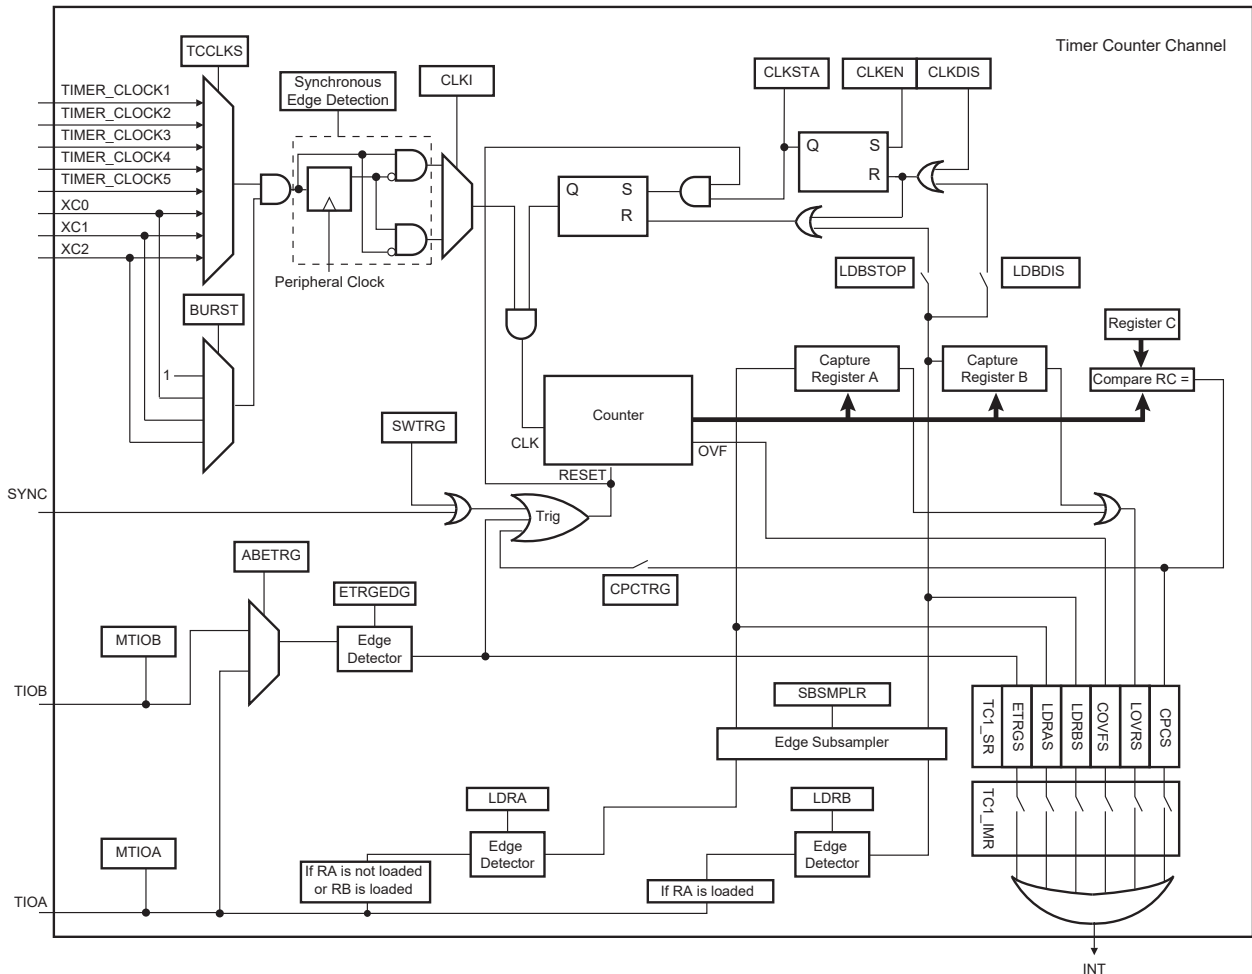 Timer Counter Channel
TCCLKS
TIMER_CLOCK1
TIMER_CLOCK2
TIMER_CLOCK3
TIMER_CLOCK4
TIMER_CLOCK5
XC0
XC1
XC2
Synchronous
Edge Detection
CLKI
Peripheral Clock
CLKSTA
CLKEN
CLKDIS
Q
S
R
Q
S
R
LDBSTOP
LDBDIS
BURST
1
Register C
Capture
Register A
Capture
Register B
Compare RC =
Counter
CLK
OVF
RESET
SWTRG
SYNC
Trig
CPCTRG
ABETRG
ETRGEDG
Edge
Detector
MTIOB
TIOB
SBSMPLR
Edge Subsampler
TC1_SR
ETRGS
LDRAS
LDRBS
COVFS
LOVRS
CPCS
TC1_IMR
LDRA
Edge
Detector
LDRB
Edge
Detector
MTIOA
If RA is not loaded
or RB is loaded
If RA is loaded
TIOA
INT